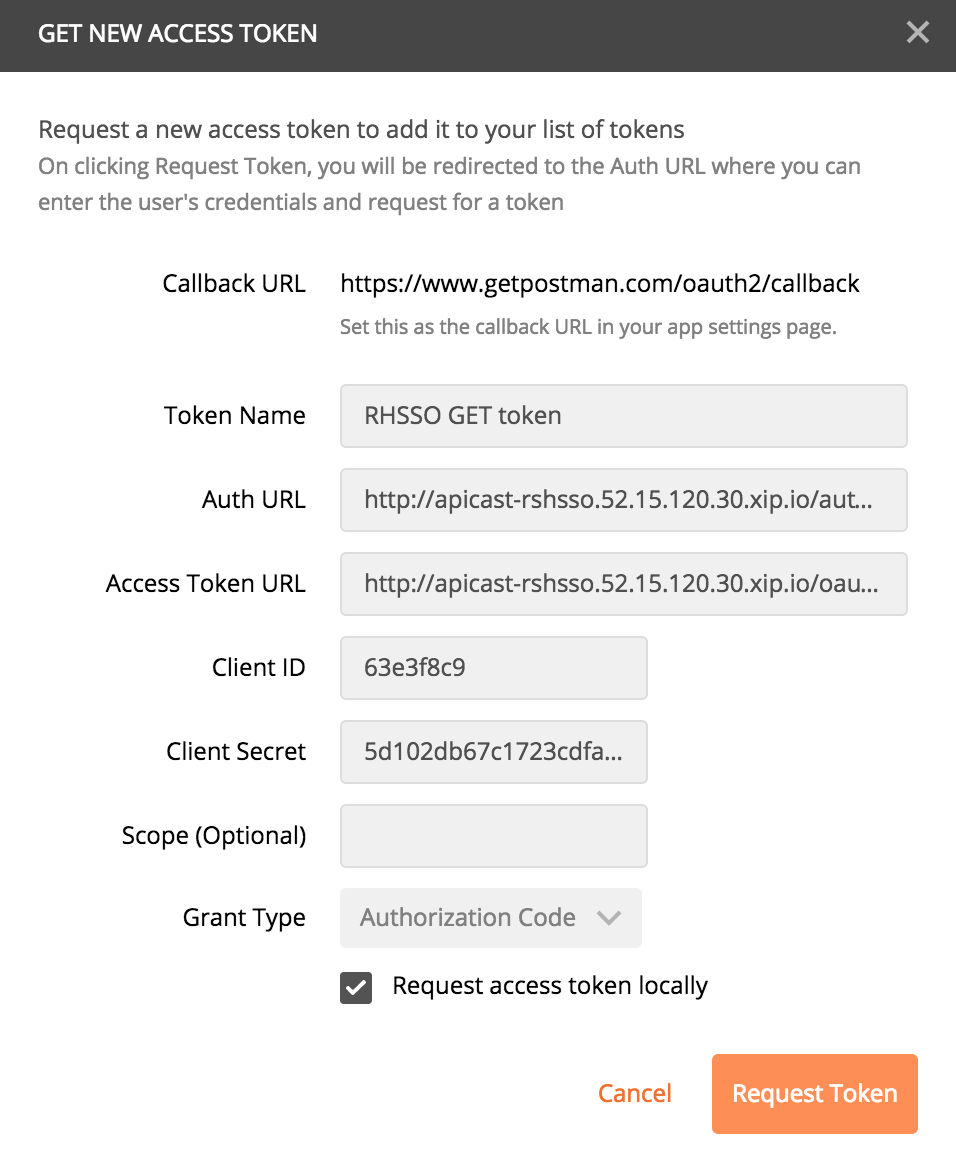 GET NEW ACCESS TOKEN
Request a new access token to add it to your list of tokens
On clicking Request Token, you will be redirected to the Auth URL where you can
enter the user's credentials and request for a token
Callback URL https://www.getpostman.com/oauth2/callback
Set this as the callback URL in your app settings page.
Token Name RHSSO GET token
Auth URL http://apicast-rshsso.52.15.120.30.xip.io/aut...
Access Token URL http://apicast-rshsso.52.15.120.30.xip.io/oau...
Client ID 63e3f8c9
Client Secret 5d102db67c1723cdfa...
Scope (Optional)
Grant Type Authorization Code
Request access token locally
Cancel Request Token